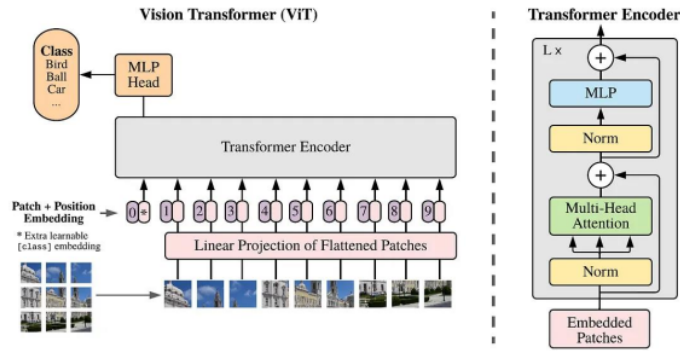 Vision Transformer (ViT)
Class
Bird
Ball
Car
...
MLP
Head
Transformer Encoder
Patch + Position
Embedding
0 * 1 2 3 4 5 6 7 8 9
* Extra learnable
[class] embedding
Linear Projection of Flattened Patches
Transformer Encoder
L ×
+
MLP
Norm
+
Multi-Head
Attention
Norm
Embedded
Patches